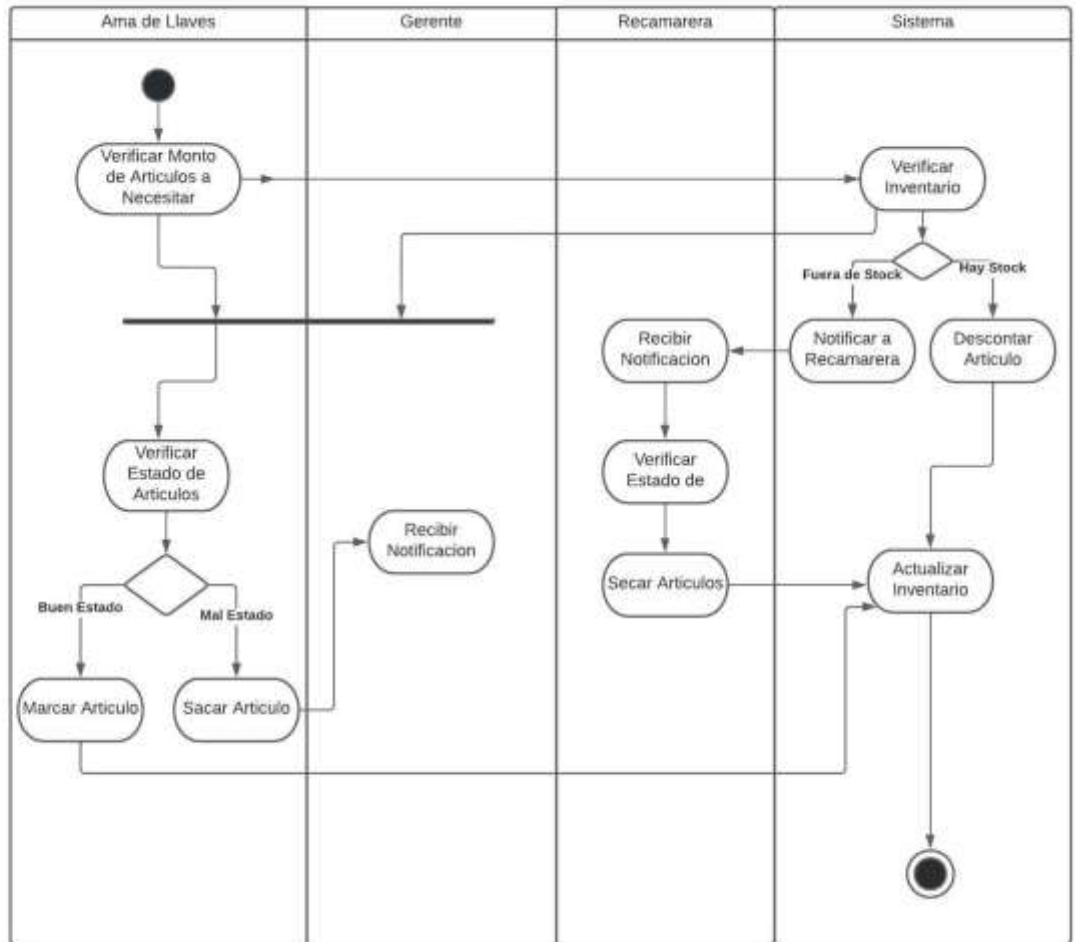 Ama de Llaves
Gerente
Recamarera
Sistema
Verificar Monto
de Articulos a
Necesitar
Verificar
Inventario
Fuera de Stock
Hay Stock
Recibir
Notificacion
Notificar a
Recamarera
Descontar
Articulo
Verificar
Estado de
Articulos
Verificar
Estado de
Recibir
Notificacion
Secar Articulos
Actualizar
Inventario
Buen Estado
Mal Estado
Marcar Articulo
Sacar Articulo